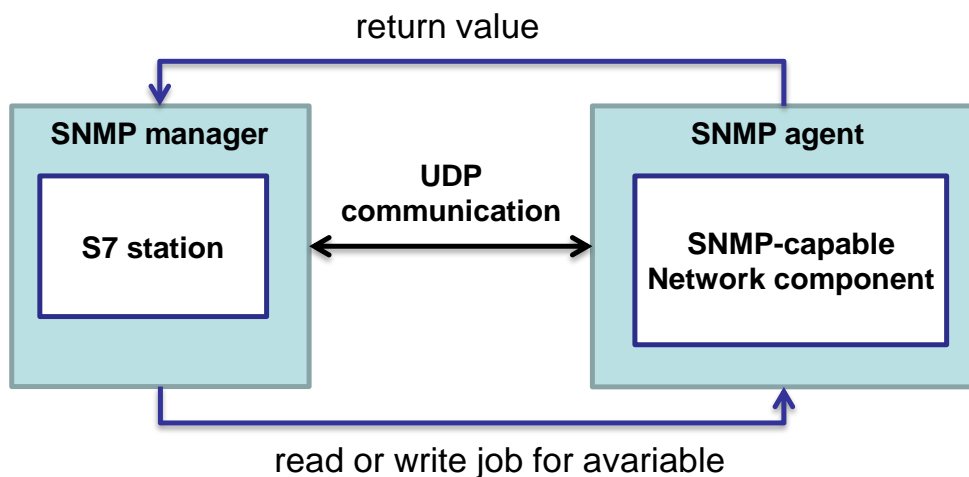 return value
SNMP manager
SNMP agent
UDP
communication
S7 station
SNMP-capable
Network component
read or write job for avariable